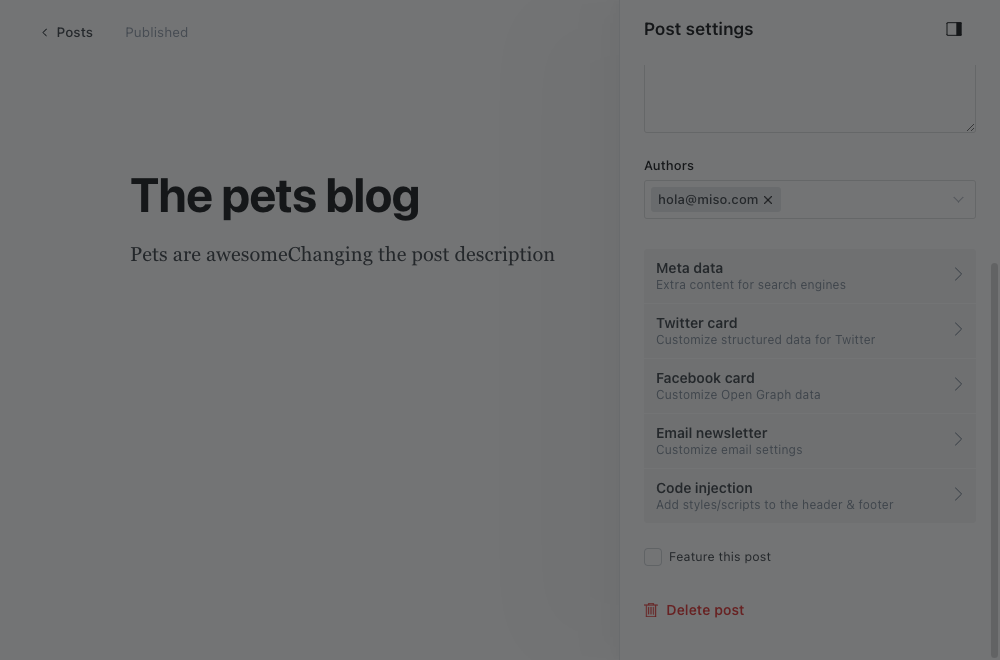 Posts
Published
The pets blog
Pets are awesomeChanging the post description
Post settings
Authors
hola@miso.com
Meta data
Extra content for search engines
Twitter card
Customize structured data for Twitter
Facebook card
Customize Open Graph data
Email newsletter
Customize email settings
Code injection
Add styles/scripts to the header & footer
Feature this post
Delete post